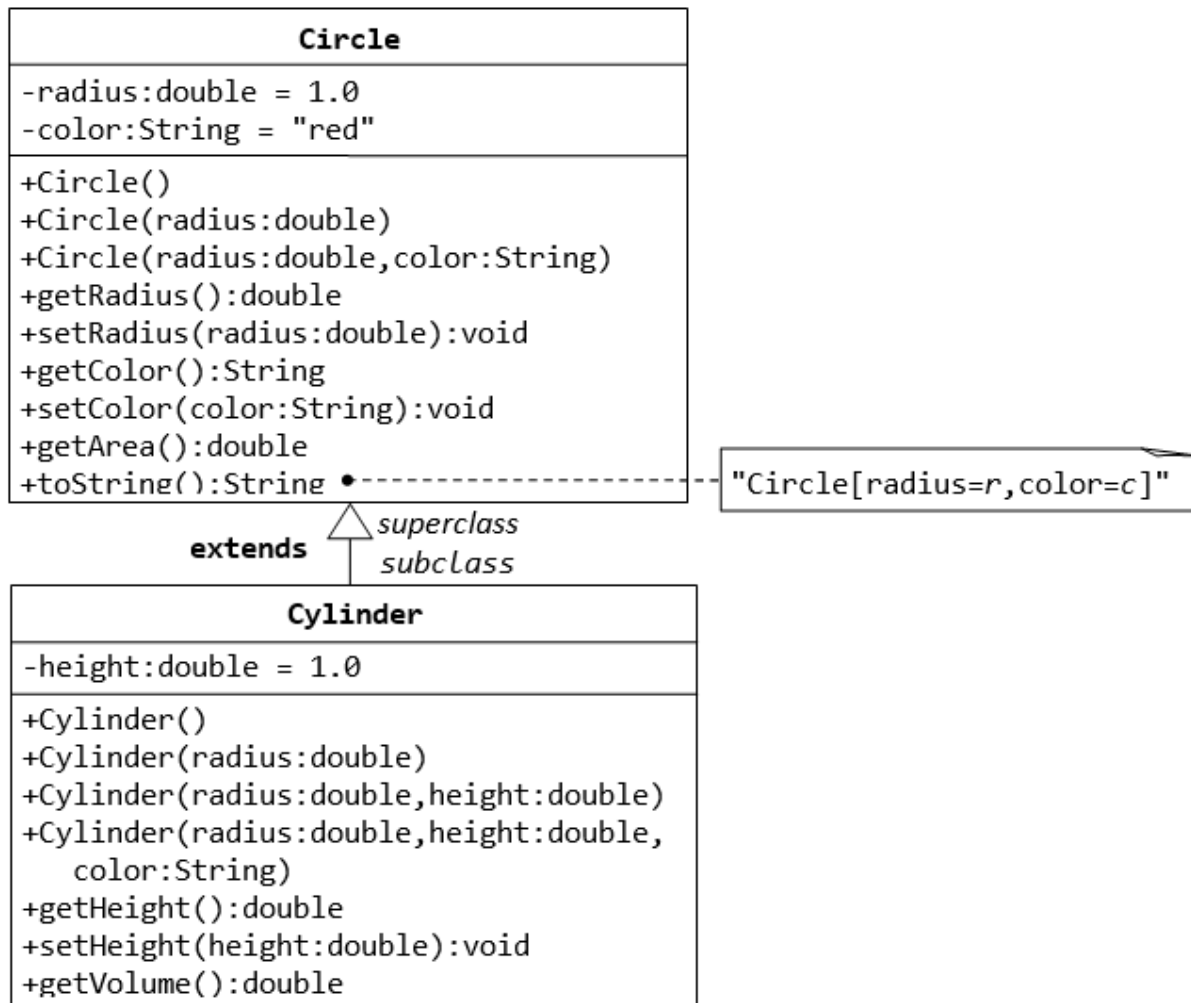 Circle
-radius:double = 1.0
-color:String = "red"
+Circle()
+Circle(radius:double)
+Circle(radius:double,color:String)
+getRadius():double
+setRadius(radius:double):void
+getColor():String
+setColor(color:String):void
+getArea():double
+toString():String
"Circle[radius=r,color=c]"
superclass
extends
subclass
Cylinder
-height:double = 1.0
+Cylinder()
+Cylinder(radius:double)
+Cylinder(radius:double,height:double)
+Cylinder(radius:double,height:double,
color:String)
+getHeight():double
+setHeight(height:double):void
+getVolume():double